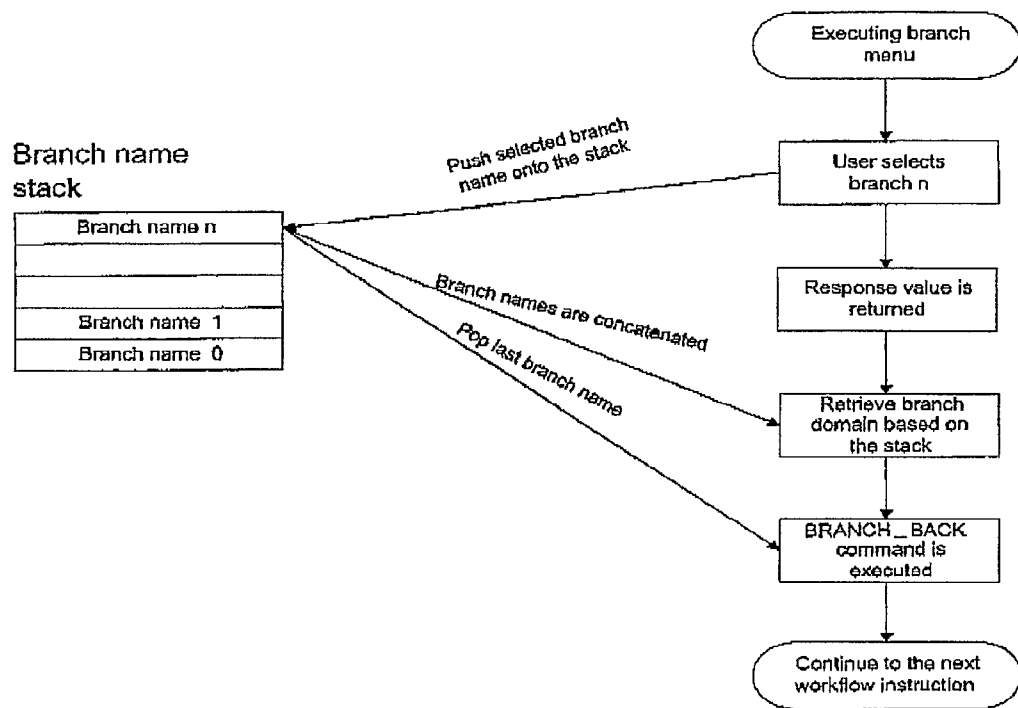 Executing branch
menu
Push selected branch
name onto the stack
Branch name
stack
User selects
branch n
Branch name n
Branch names are concatenated
Response value is
returned
Branch name 1
Branch name 0
Pop last branch name
Retrieve branch
domain based on
the stack
BRANCH_BACK
command is
executed
Continue to the next
workflow instruction